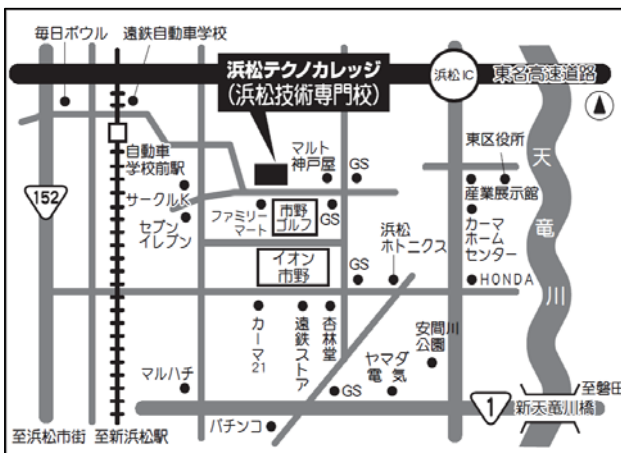 毎日ボウル
遠鉄自動車学校
浜松テクノカレッジ
(浜松技術専門校)
浜松IC
東名高速道路
自動車
学校前駅
マルト
神戸屋
GS
東区役所
天竜川
152
サークルK
セブン
イレブン
ファミリー
マート
市野
ゴルフ
GS
産業展示館
浜松
ホトニクス
カーマ
ホーム
センター
イオン
市野
GS
HONDA
カーマ
21
遠鉄ストア
杏林堂
安間川
公園
マルハチ
ヤマダ
電気
GS
パチンコ
1
至磐田
新天竜川橋
至浜松市街
至新浜松駅